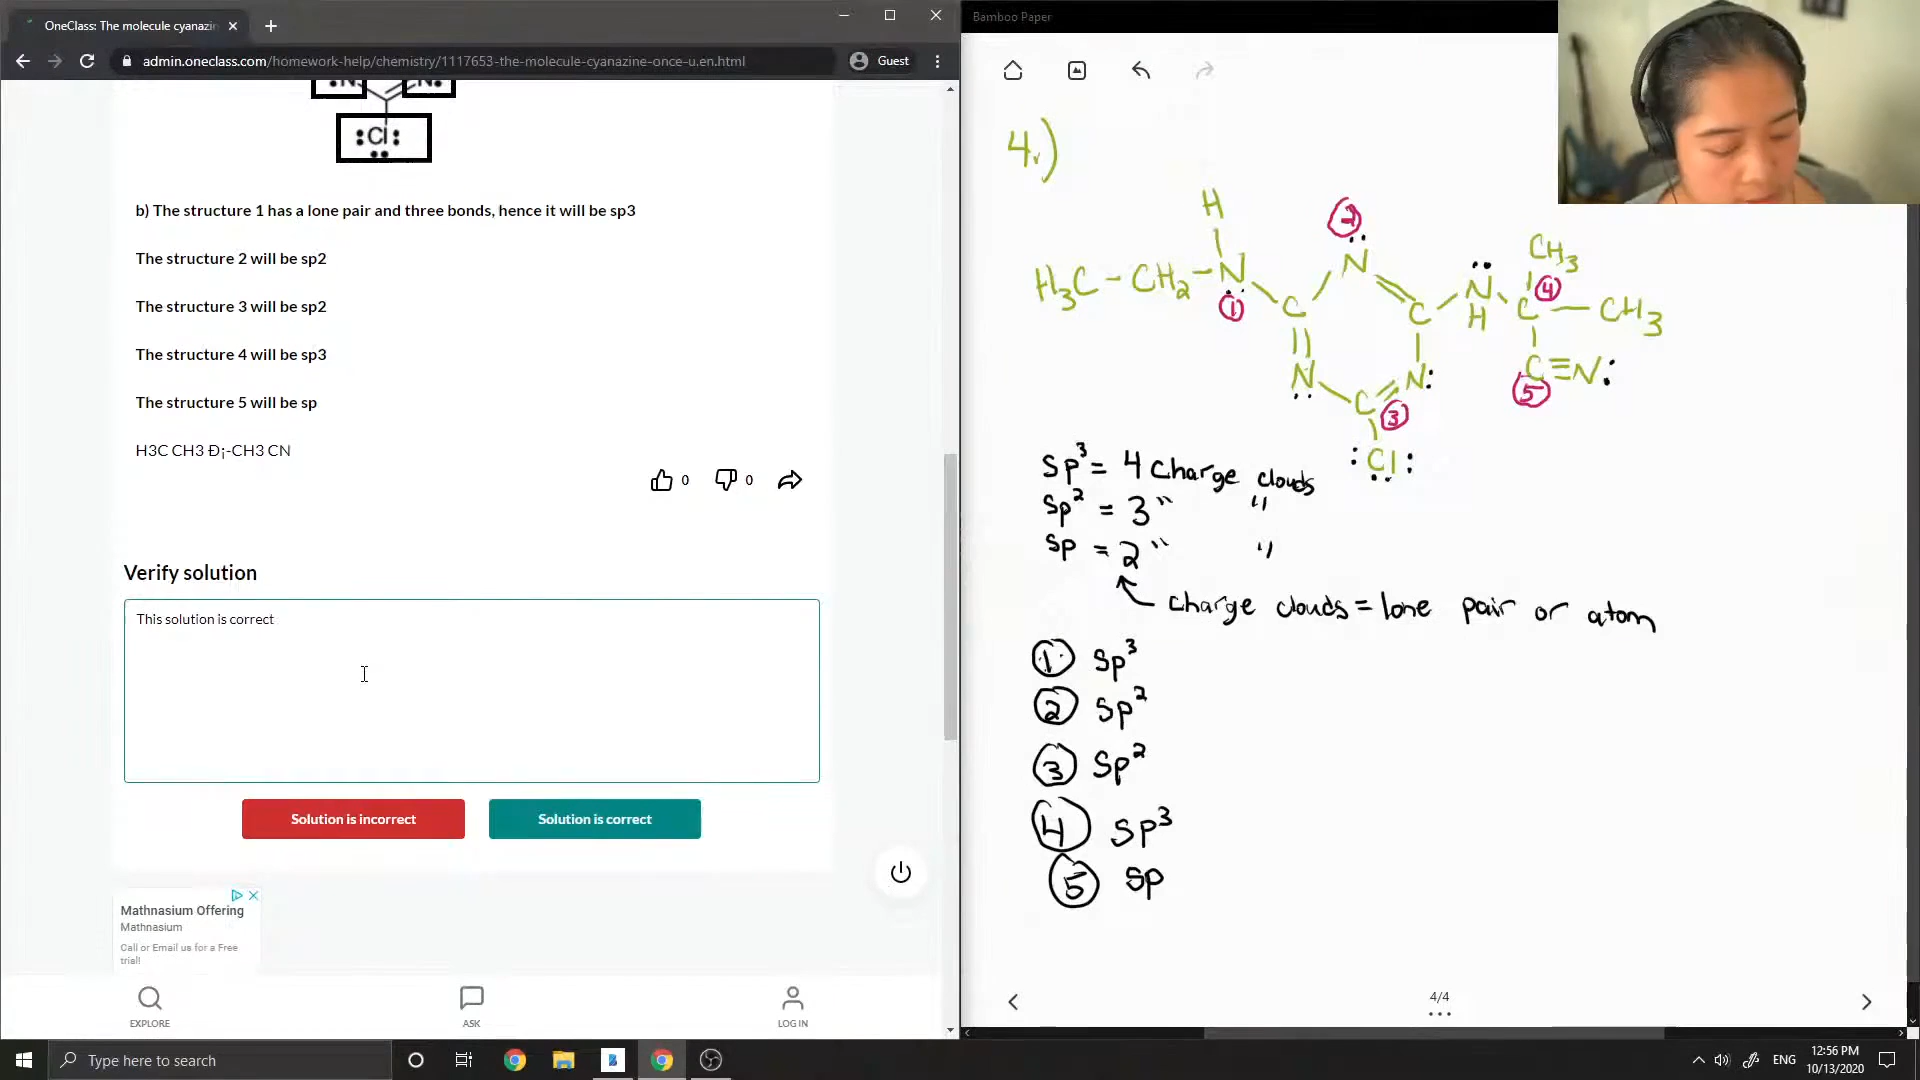 OneClass: The molecule cyanazin
admin.oneclass.com/homework-help/chemistry/1117653-the-molecule-cyanazine-once-u.en.html
Guest
N N
Cl
b) The structure 1 has a lone pair and three bonds, hence it will be sp3
The structure 2 will be sp2
The structure 3 will be sp2
The structure 4 will be sp3
The structure 5 will be sp
H3C CH3 Ð¡-CH3 CN
0 0
Verify solution
This solution is correct
Solution is incorrect Solution is correct
Mathnasium Offering
Mathnasium
Call or Email us for a Free
trial!
EXPLORE ASK LOG IN
Bamboo Paper
4.)
H 2 CH3
H3C - CH2 - N N N C 4 - CH3
1 C C H
N N C≡N:
C 3 5
:Cl:
Sp³ = 4 charge clouds
Sp² = 3 " "
Sp = 2 " "
charge clouds = lone pair or atom
1 Sp³
2 Sp²
3 Sp²
4 Sp³
5 Sp
4/4
Type here to search
ENG
12:56 PM
10/13/2020